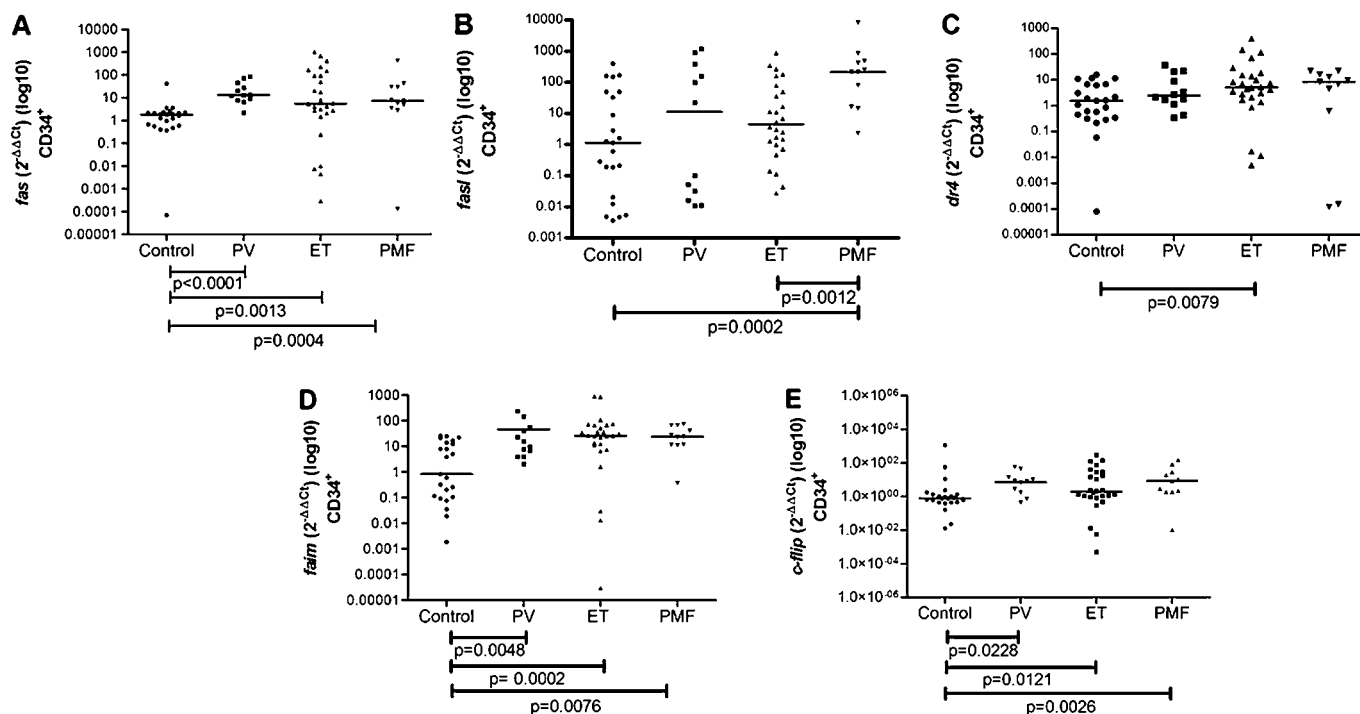 A
fas (2-ΔΔCt) (log10)
CD34+
10000
1000
100
10
1
0.1
0.01
0.001
0.0001
0.00001
Control PV ET PMF
p<0.0001
p=0.0013
p=0.0004
B
fasl (2-ΔΔCt) (log10)
CD34+
10000
1000
100
10
1
0.1
0.01
0.001
Control PV ET PMF
p=0.0012
p=0.0002
C
dr4 (2-ΔΔCt) (log10)
CD34+
1000
100
10
1
0.1
0.01
0.001
0.0001
0.00001
Control PV ET PMF
p=0.0079
D
faim (2-ΔΔCt) (log10)
CD34+
1000
100
10
1
0.1
0.01
0.001
0.0001
0.00001
Control PV ET PMF
p=0.0048
p= 0.0002
p=0.0076
E
c-flip (2-ΔΔCt) (log10)
CD34+
1.0×10+06
1.0×10+04
1.0×10+02
1.0×10+00
1.0×10-02
1.0×10-04
1.0×10-06
Control PV ET PMF
p=0.0228
p=0.0121
p=0.0026